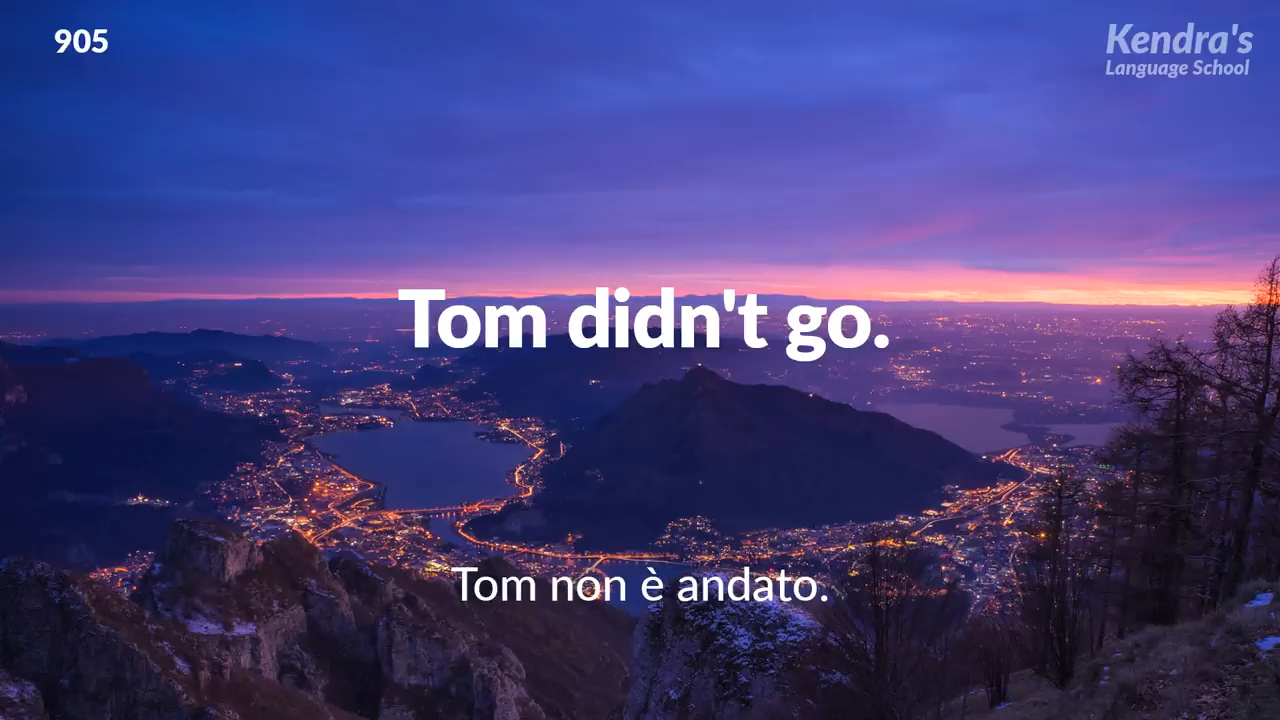 905
Kendra's
Language School
Tom didn't go.
Tom non è andato.